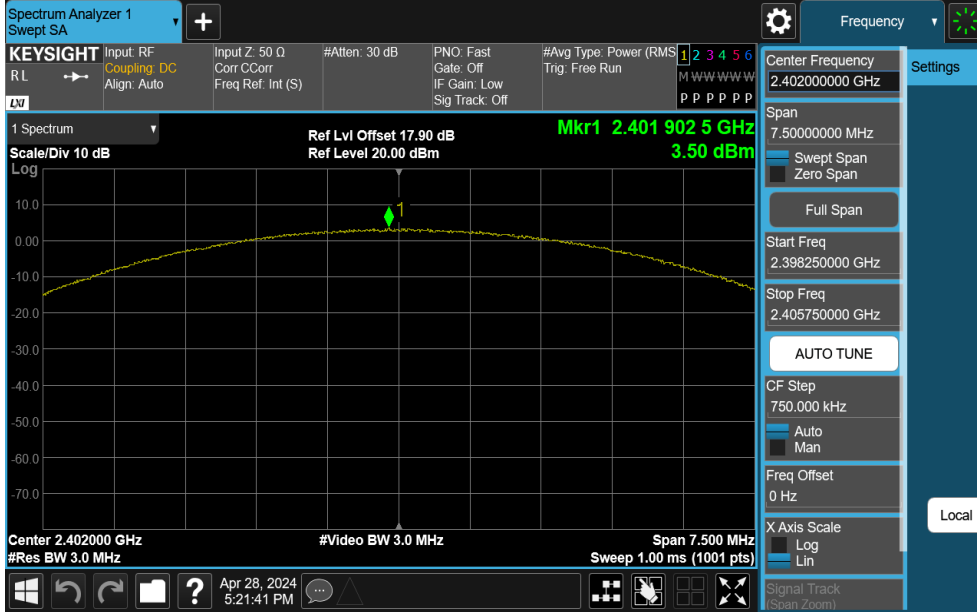 Spectrum Analyzer 1
Swept SA
+
Frequency
KEYSIGHT
R L
LXI
Input: RF
Coupling: DC
Align: Auto
Input Z: 50 Ω
Corr CCorr
Freq Ref: Int (S)
#Atten: 30 dB
PNO: Fast
Gate: Off
IF Gain: Low
Sig Track: Off
#Avg Type: Power (RMS
Trig: Free Run
1 2 3 4 5 6
M W W W W W
P P P P P P
Center Frequency
2.402000000 GHz
Settings
Span
7.50000000 MHz
Swept Span
Zero Span
Full Span
Start Freq
2.398250000 GHz
Stop Freq
2.405750000 GHz
AUTO TUNE
CF Step
750.000 kHz
Auto
Man
Freq Offset
0 Hz
X Axis Scale
Log
Lin
Signal Track
(Span Zoom)
Local
1 Spectrum
Scale/Div 10 dB
Log
Ref Lvl Offset 17.90 dB
Ref Level 20.00 dBm
Mkr1 2.401 902 5 GHz
3.50 dBm
1
10.0
0.00
-10.0
-20.0
-30.0
-40.0
-50.0
-60.0
-70.0
Center 2.402000 GHz
#Video BW 3.0 MHz
Span 7.500 MHz
#Res BW 3.0 MHz
Sweep 1.00 ms (1001 pts)
?
Apr 28, 2024
5:21:41 PM